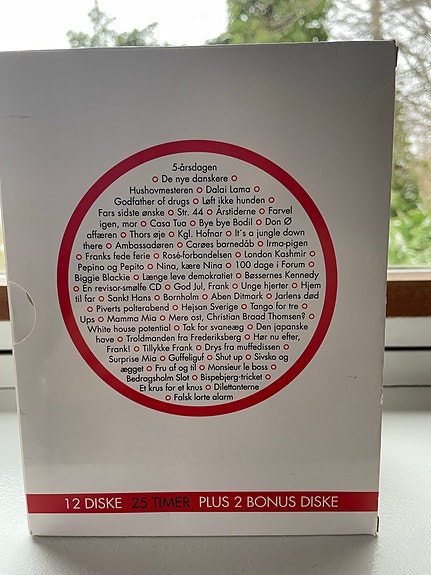 5-årsdagen
O De nye danskere O
Hushovmesteren O Dalai Lama O
Godfather of drugs O Løft ikke hunden O
Fars sidste ønske O Str. 44 O Årstiderne O Farvel
igen, mor O Casa Tua O Bye bye Bodil O Don Ø
affæren O Thors øje O Kgl. Hofnar O It's a jungle down
there O Ambassadøren O Carøes barnedåb O Irma-pigen
O Franks fede ferie O Rosé-forbandelsen O London Kashmir O
Pepino og Pepito O Nina, kære Nina O 100 dage i Forum O
Biggie Blackie O Længe leve demokratiet O Bøssernes Kennedy
O En revisor-smølfe CD O God Jul, Frank O Unge hjerter O Hjem
til far O Sankt Hans O Bornholm O Aben Ditmark O Jarlens død
O Piverts polterabend O Hejsan Sverige O Tango for tre O
Ups O Mamma Mia O Mere ost, Christian Braad Thomsen? O
White house potential O Tak for svaneæg O Den japanske
have O Troldmanden fra Frederiksberg O Hør nu efter,
Frank! O Tillykke Frank O Drys fra muffedissen O
Surprise Mia O Guffeliguf O Shut up O Sivsko og
ægget O Fru af og til O Monsieur le boss O
Bedragsholm Slot O Bispebjerg-tricket O
Et krus for et knus O Dilettanterne
O Falsk lorte alarm
12 DISKE 25 TIMER PLUS 2 BONUS DISKE